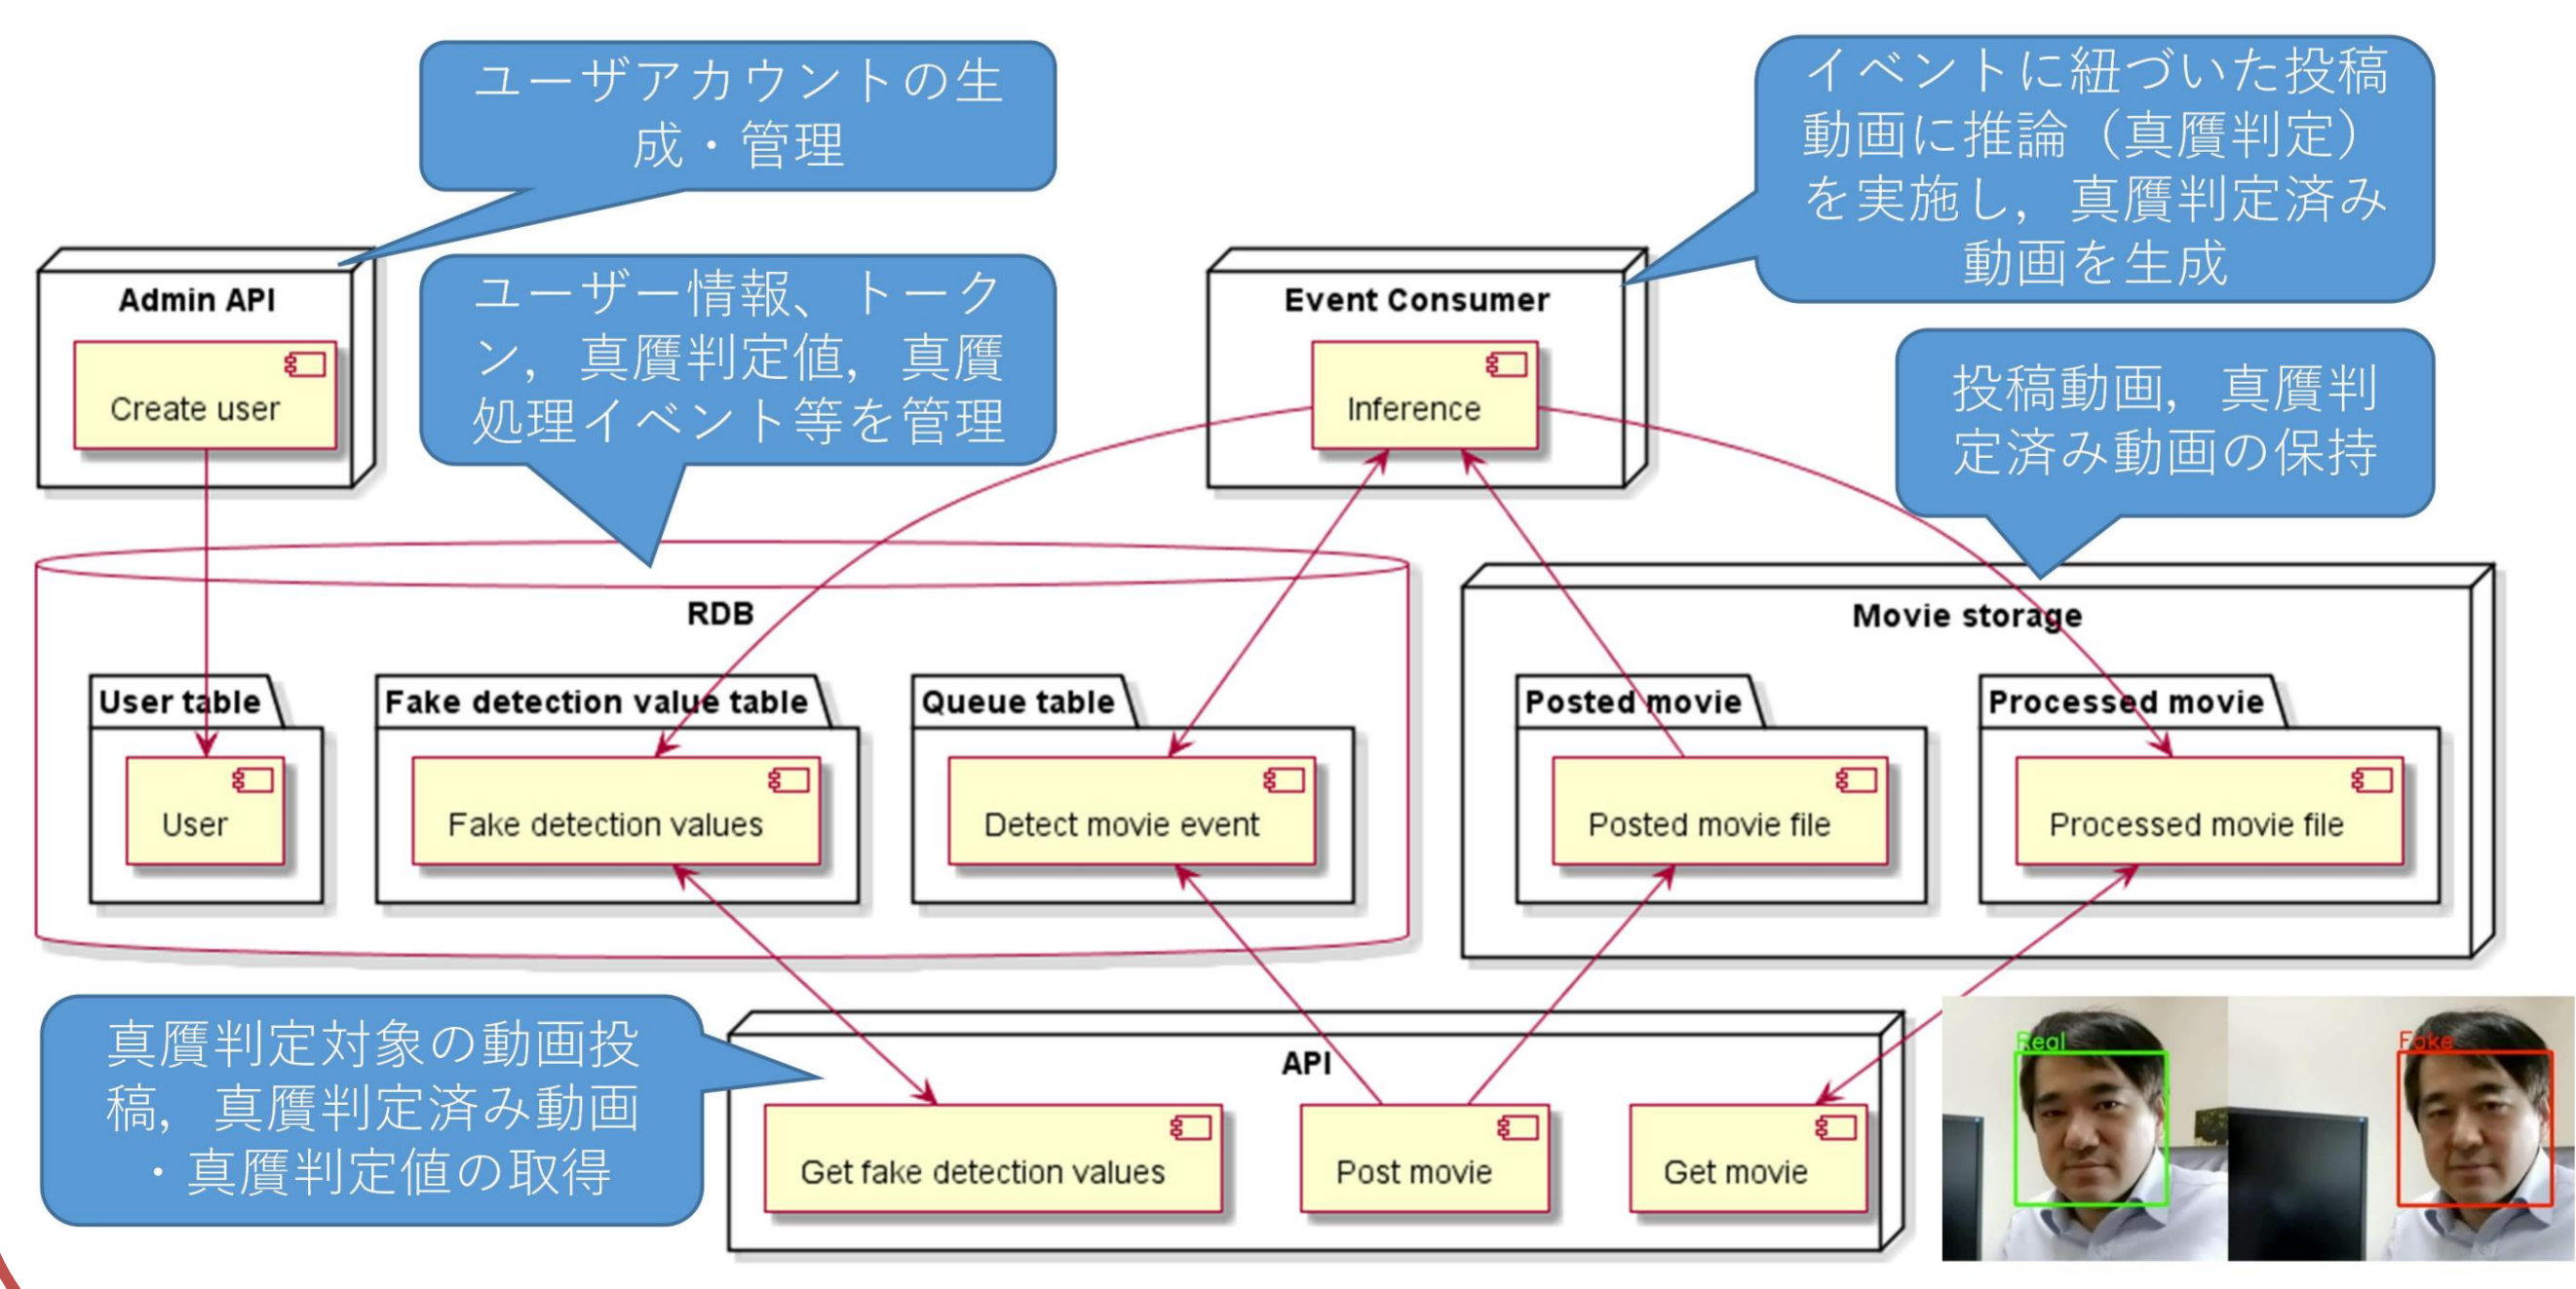 ユーザアカウントの生
成・管理
イベントに紐づいた投稿
動画に推論（真贋判定）
を実施し，真贋判定済み
動画を生成
Admin API
Create user
ユーザー情報、トーク
ン，真贋判定値，真贋
処理イベント等を管理
Event Consumer
Inference
投稿動画，真贋判
定済み動画の保持
RDB
User table
User
Fake detection value table
Fake detection values
Queue table
Detect movie event
Movie storage
Posted movie
Posted movie file
Processed movie
Processed movie file
真贋判定対象の動画投
稿，真贋判定済み動画
・真贋判定値の取得
API
Get fake detection values
Post movie
Get movie
Real
Fake